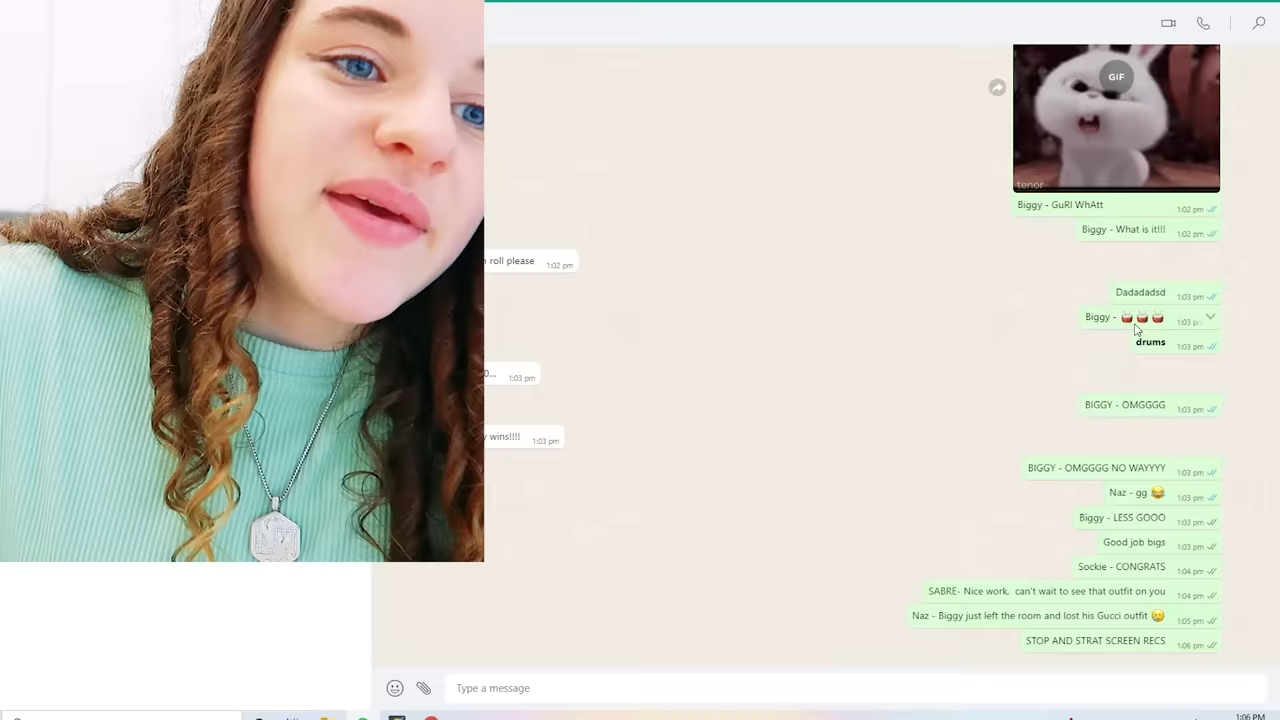 GIF
tenor
Biggy - GuRl WhAtt 1:02 pm
Biggy - What is it!!! 1:02 pm
roll please 1:02 pm
Dadadadsd 1:03 pm
Biggy - 🥁🥁🥁 1:03 p
drums 1:03 pm
0... 1:03 pm
BIGGY - OMGGGG 1:03 pm
y wins!!!! 1:03 pm
BIGGY - OMGGGG NO WAYYYY 1:03 pm
Naz - gg 😂 1:03 pm
Biggy - LESS GOOO 1:03 pm
Good job bigs 1:03 pm
Sockie - CONGRATS 1:04 pm
SABRE- Nice work, can't wait to see that outfit on you 1:04 pm
Naz - Biggy just left the room and lost his Gucci outfit 🥲 1:05 pm
STOP AND STRAT SCREEN RECS 1:06 pm
Type a message
1:06 PM